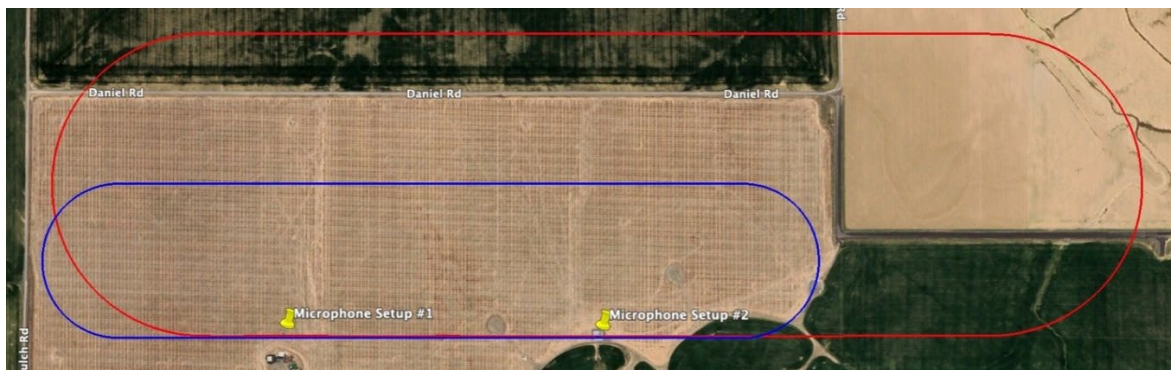 Rd
Daniel Rd
Daniel Rd
Daniel Rd
Microphone Setup #1
Microphone Setup #2
ulch Rd